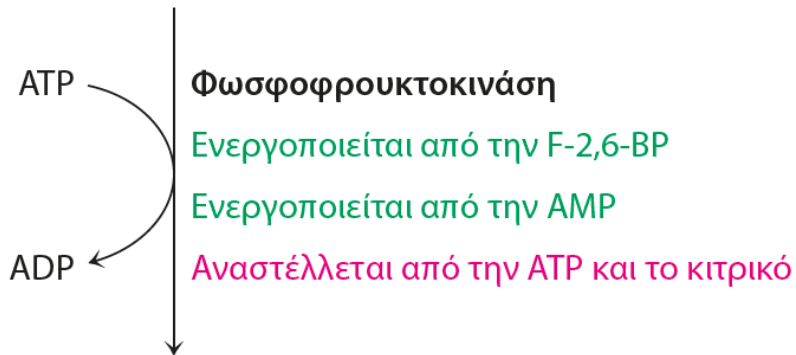 ATP
Φωσφοφρουκτοκινάση
Ενεργοποιείται από την F-2,6-BP
Ενεργοποιείται από την AMP
ADP
Αναστέλλεται από την ATP και το κιτρικό